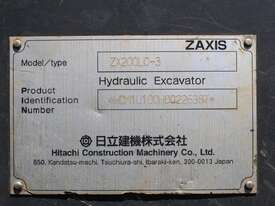 ZAXIS
Model/type ZX200LC-3
Hydraulic Excavator
Product
Identification
Number
日立建機株式会社
Hitachi Construction Machinery Co., Ltd.
650, Kandatsu-machi, Tsuchiura-shi, Ibaraki-ken, 300-0013 Japan